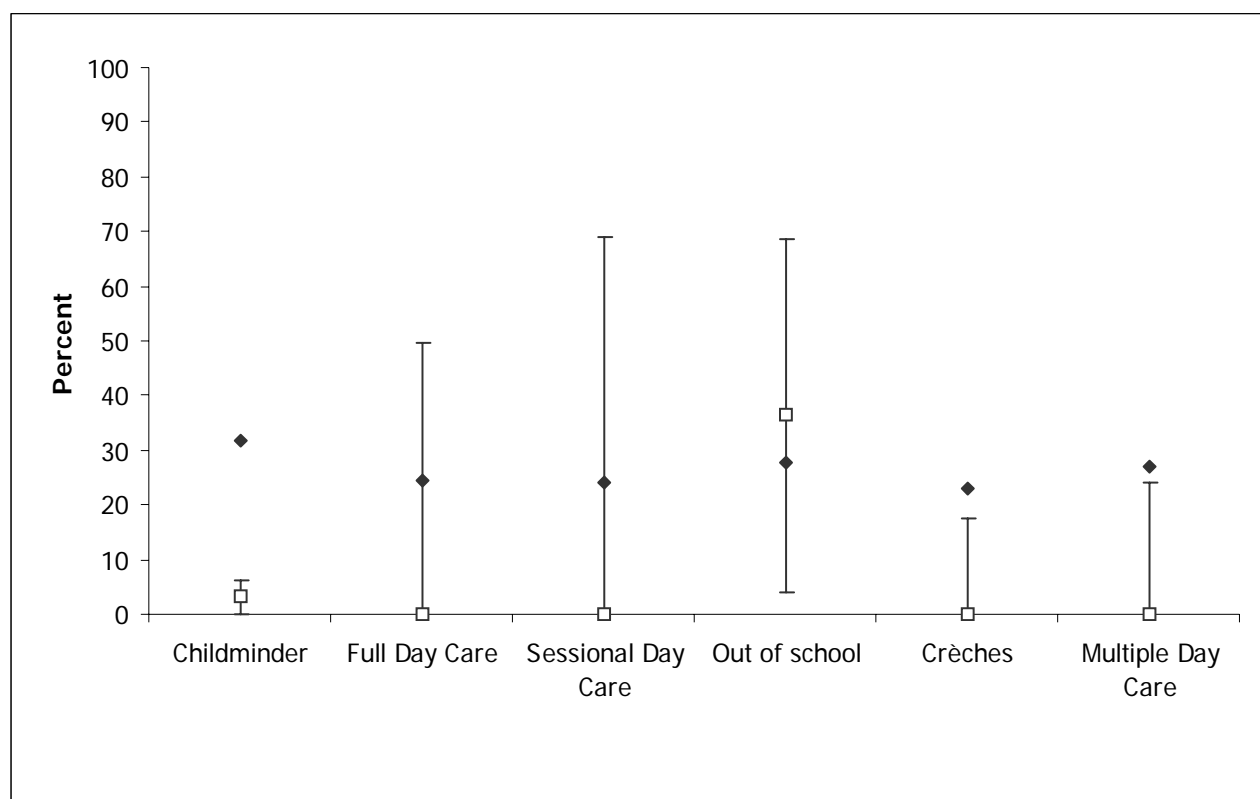 100
90
80
70
60
50
40
30
20
10
0
Percent
Childminder
Full Day Care
Sessional Day
Care
Out of school
Crèches
Multiple Day
Care